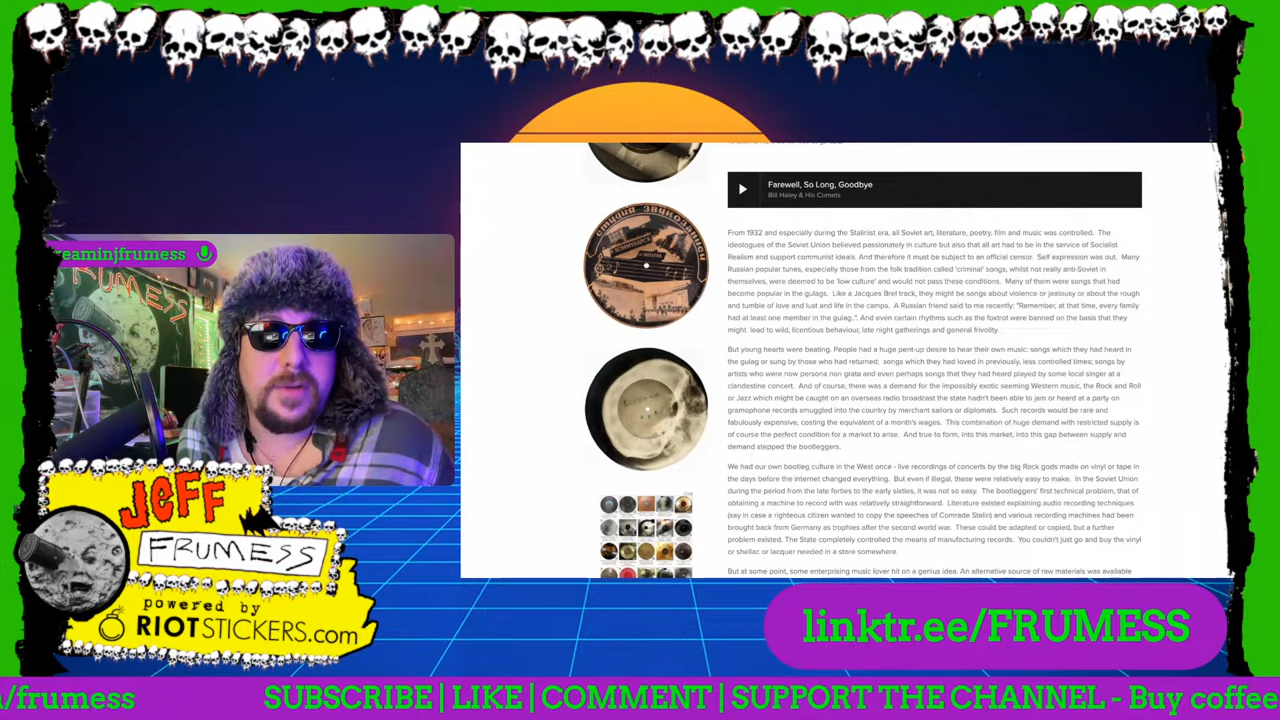 Farewell, So Long, Goodbye
Bill Haley & His Comets
From 1932 and especially during the Stalinist era, all Soviet art, literature, poetry, film and music was controlled. The
ideologues of the Soviet Union believed passionately in culture but also that all art had to be in the service of Socialist
Realism and support communist ideals. And therefore it must be subject to an official censor. Self expression was out. Many
Russian popular tunes, especially those from the folk tradition called 'criminal' songs, whilst not really anti-Soviet in
themselves, were deemed to be 'low culture' and would not pass these conditions. Many of them were songs that had
become popular in the gulags. Like a Jacques Brel track, they might be songs about violence or jealousy or about the rough
and tumble of love and lust and life in the camps. A Russian friend said to me recently: "Remember, at that time, every family
had at least one member in the gulag..". And even certain rhythms such as the foxtrot were banned on the basis that they
might lead to wild, licentious behaviour, late night gatherings and general frivolity.
But young hearts were beating. People had a huge pent-up desire to hear their own music: songs which they had heard in
the gulag or sung by those who had returned; songs which they had loved in previously, less controlled times; songs by
artists who were now persona non grata and even perhaps songs that they had heard played by some local singer at a
clandestine concert. And of course, there was a demand for the impossibly exotic seeming Western music, the Rock and Roll
or Jazz which might be caught on an overseas radio broadcast the state hadn't been able to jam or heard at a party on
gramophone records smuggled into the country by merchant sailors or diplomats. Such records would be rare and
fabulously expensive, costing the equivalent of a month's wages. This combination of huge demand with restricted supply is
of course the perfect condition for a market to arise. And true to form, into this market, into this gap between supply and
demand stepped the bootleggers.
We had our own bootleg culture in the West once - live recordings of concerts by the big Rock gods made on vinyl or tape in
the days before the internet changed everything. But even if illegal, these were relatively easy to make. In the Soviet Union
during the period from the late forties to the early sixties, it was not so easy. The bootleggers' first technical problem, that of
obtaining a machine to record with was relatively straightforward. Literature existed explaining audio recording techniques
(say in case a righteous citizen wanted to copy the speeches of Comrade Stalin) and various recording machines had been
brought back from Germany as trophies after the second world war. These could be adapted or copied, but a further
problem existed. The State completely controlled the means of manufacturing records. You couldn't just go and buy the vinyl
or shellac or lacquer needed in a store somewhere.
But at some point, some enterprising music lover hit on a genius idea. An alternative source of raw materials was available
СТУДИЯ ЗВУКОЗАПИСИ
reaminjfrumess
FRUMESS
JEFF
FRUMESS
powered by
RIOTSTICKERS.com
linktr.ee/FRUMESS
/frumess SUBSCRIBE | LIKE | COMMENT | SUPPORT THE CHANNEL - Buy coffee